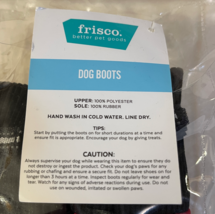 frisco.
better pet goods
DOG BOOTS
UPPER: 100% POLYESTER
SOLE: 100% RUBBER
HAND WASH IN COLD WATER. LINE DRY.
TIPS:
Start by putting the boots on for short durations at a time and
ensure fit is appropriate. Encourage your dog by giving treats.
CAUTION:
Always supervise your dog while wearing this item to ensure they do
not destroy or ingest the product. Check your dog's paws for any
rubbing or chafing and ensure a secure fit. Do not leave shoes on for
longer than 3 hours at a time. Inspect boots regularly for wear and
tear. Watch for any signs of adverse reactions during use. Do not
use on wounded, irritated or swollen paws.